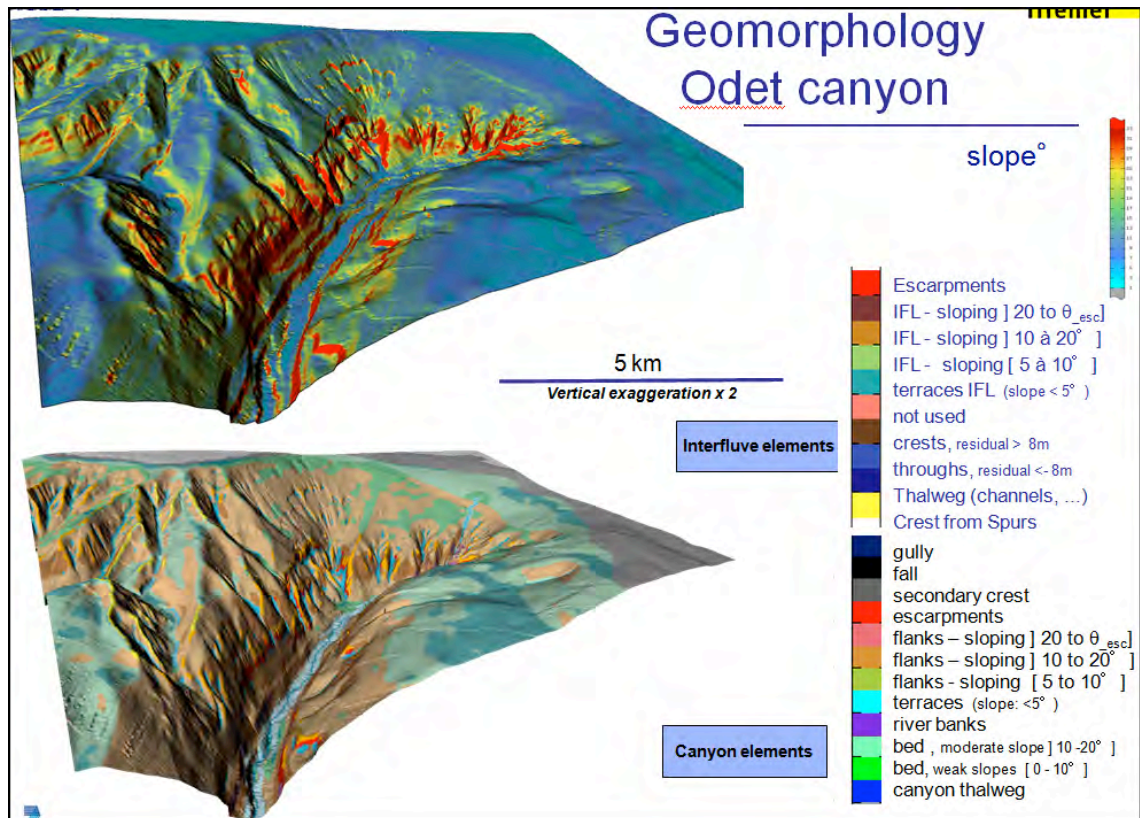 Geomorphology
Odet canyon
slope°
5 km
Vertical exaggeration x 2
Interfluve elements
Escarpments
IFL - sloping ] 20 to θ_esc]
IFL - sloping ] 10 à 20° ]
IFL - sloping [ 5 à 10° ]
terraces IFL (slope < 5° )
not used
crests, residual > 8m
throughs, residual <- 8m
Thalweg (channels, ...)
Crest from Spurs
gully
fall
secondary crest
escarpments
flanks – sloping ] 20 to θ_esc]
flanks – sloping ] 10 to 20° ]
flanks - sloping [ 5 to 10° ]
terraces (slope: <5° )
river banks
bed , moderate slope ] 10 -20° ]
bed, weak slopes [ 0 - 10° ]
canyon thalweg
Canyon elements